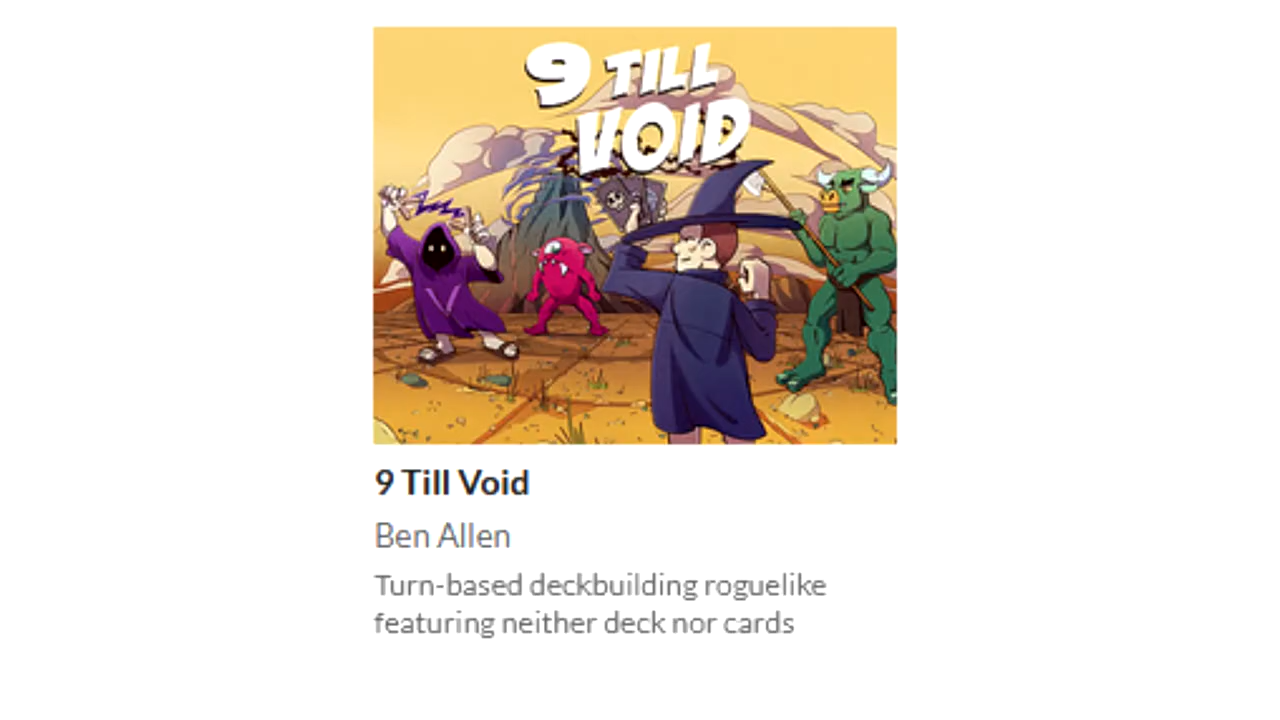 9 TILL
VOID
9 Till Void
Ben Allen
Turn-based deckbuilding roguelike
featuring neither deck nor cards